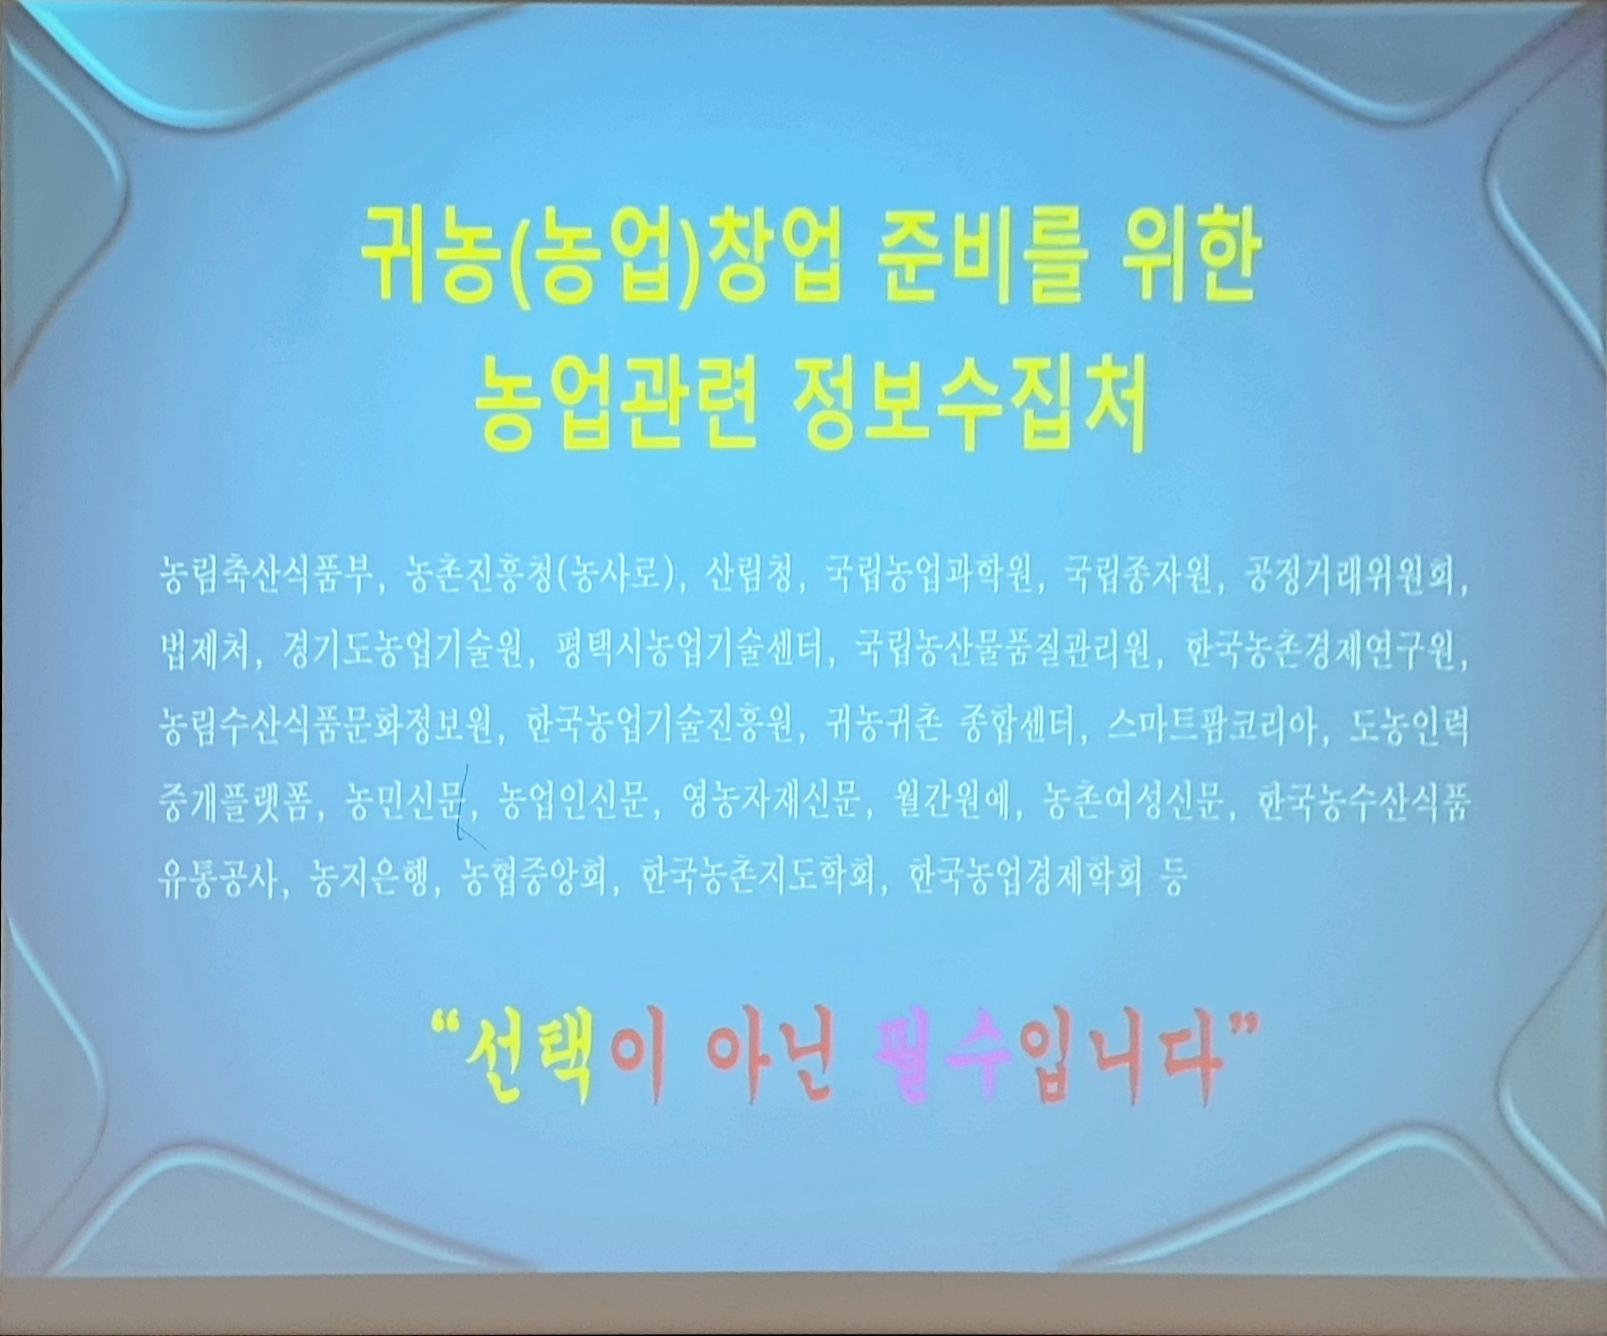 귀농(농업)창업 준비를 위한
농업관련 정보수집처
농림축산식품부, 농촌진흥청(농사로), 산림청, 국립농업과학원, 국립종자원, 공정거래위원회,
법제처, 경기도농업기술원, 평택시농업기술센터, 국립농산물품질관리원, 한국농촌경제연구원,
농림수산식품문화정보원, 한국농업기술진흥원, 귀농귀촌 종합센터, 스마트팜코리아, 도농인력
중개플랫폼, 농민신문, 농업인신문, 영농자재신문, 월간원예, 농촌여성신문, 한국농수산식품
유통공사, 농지은행, 농협중앙회, 한국농촌지도학회, 한국농업경제학회 등
“선택이 아닌 필수입니다”